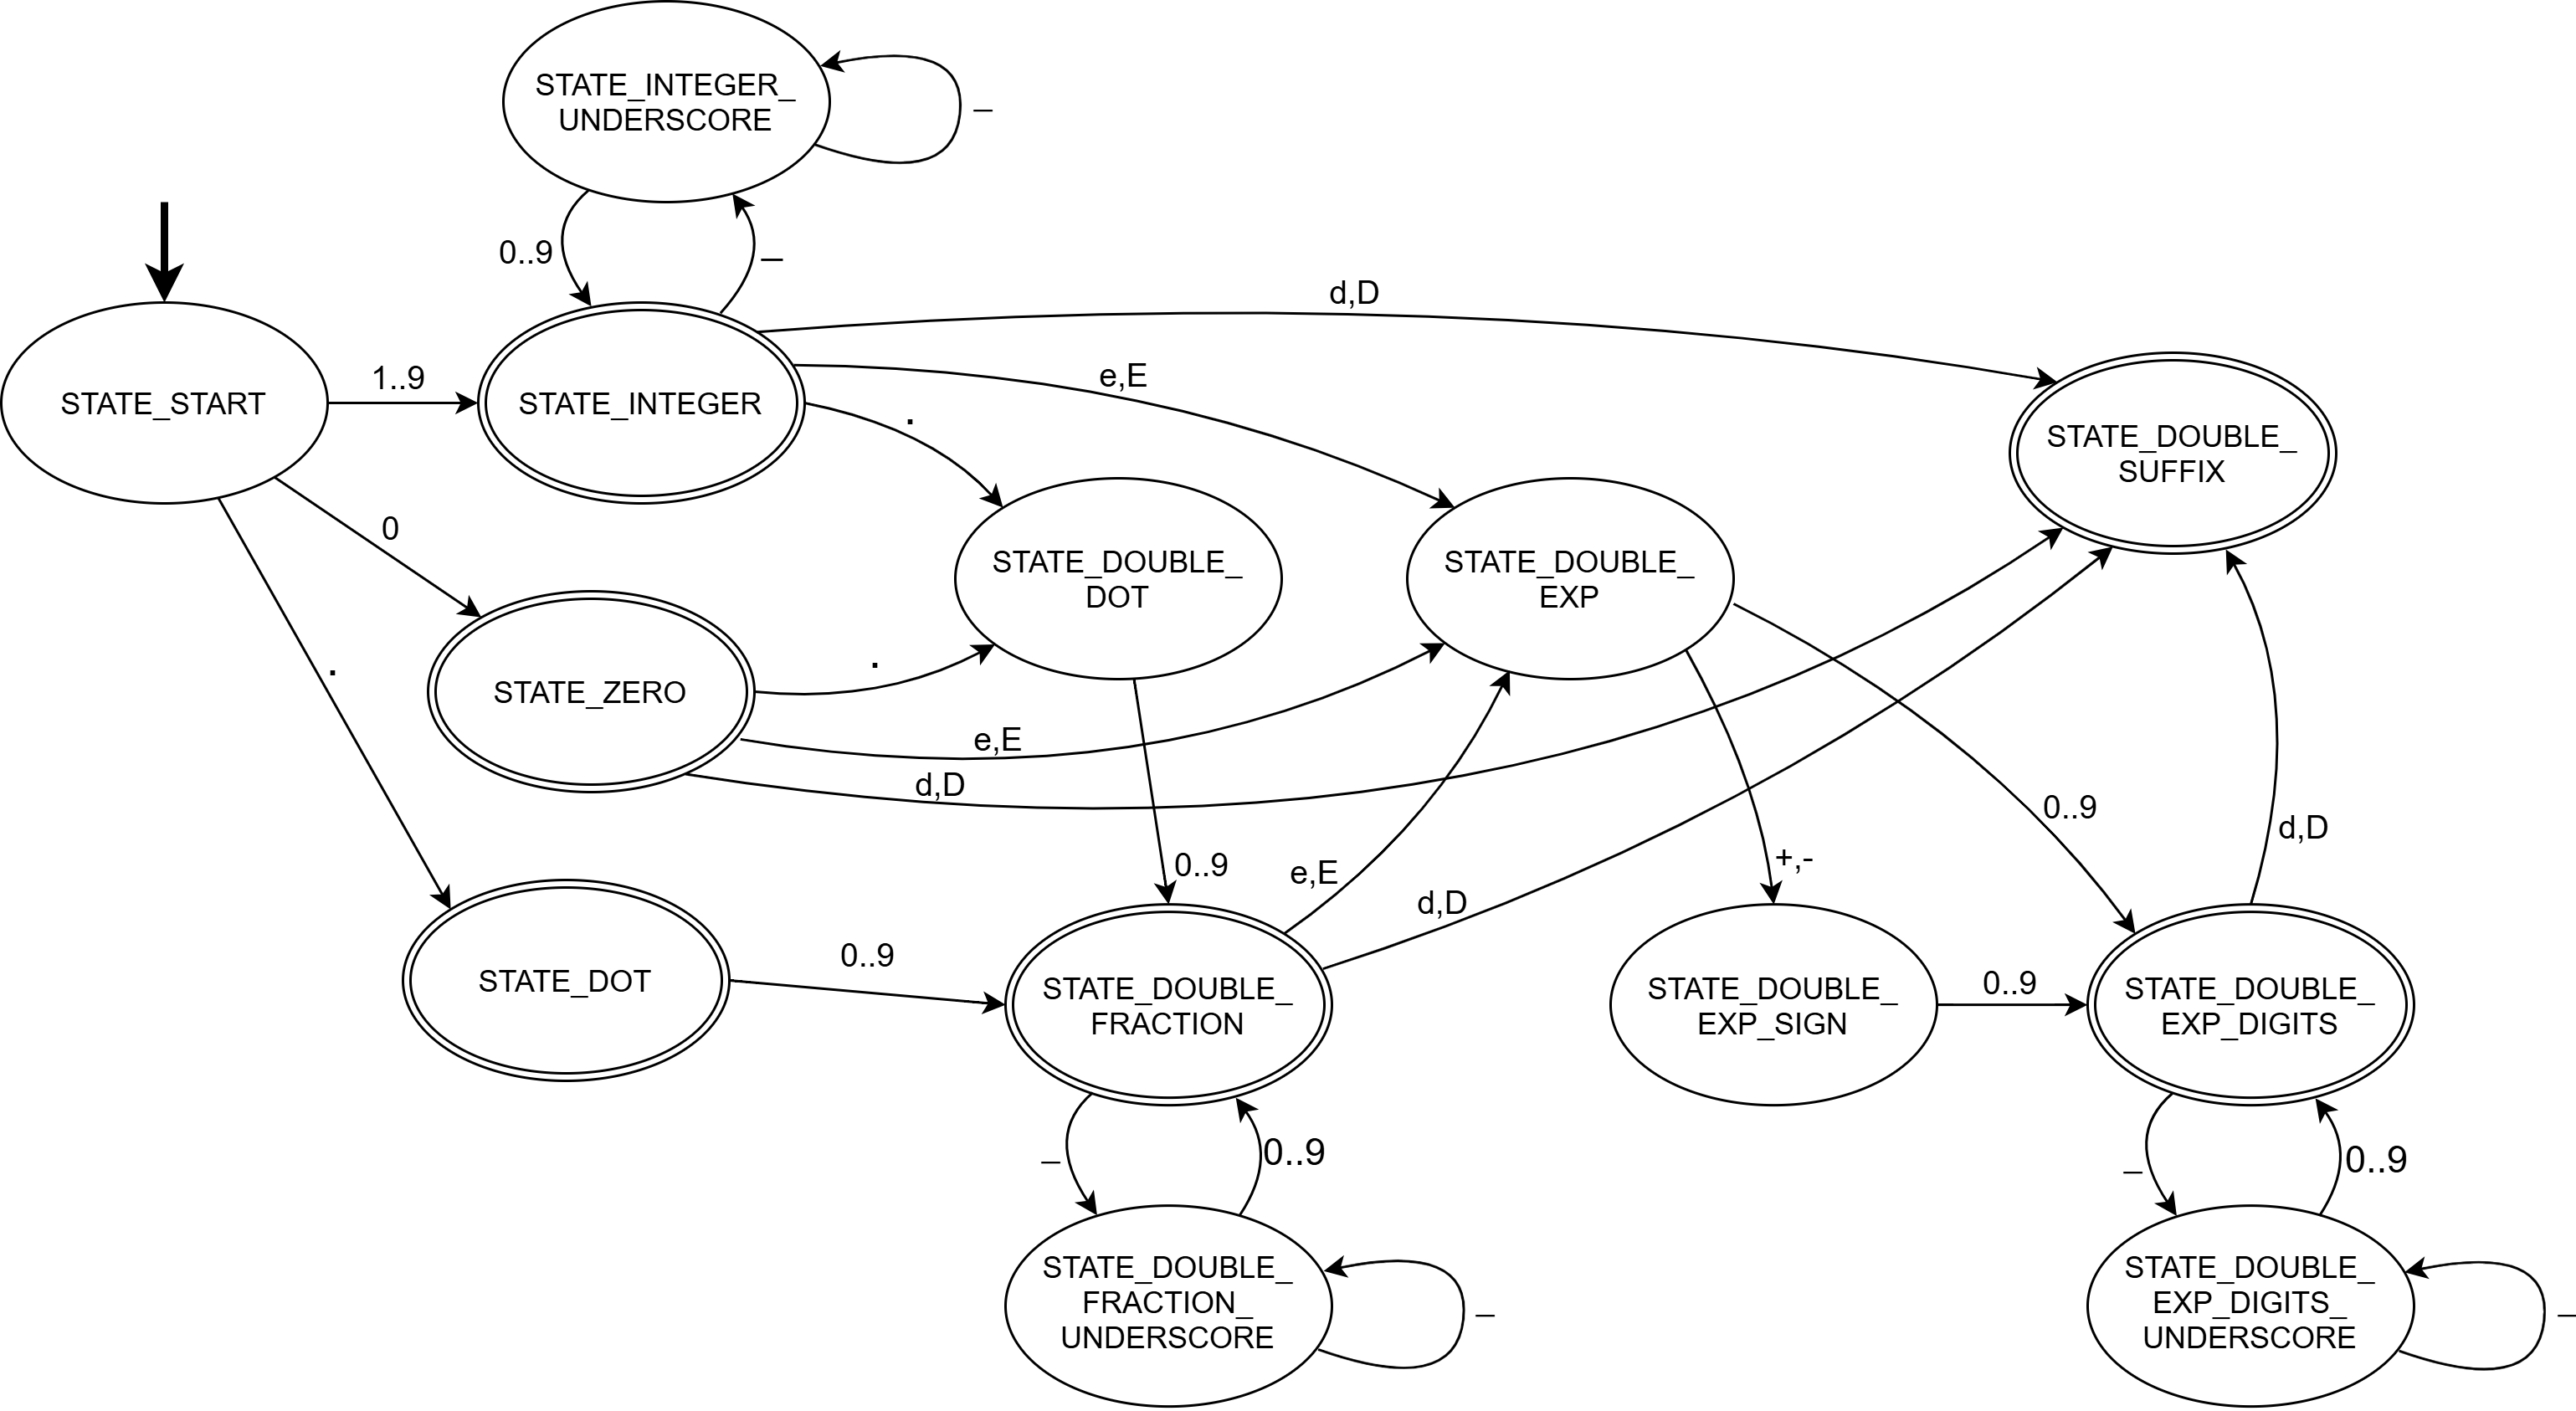 STATE_INTEGER_
UNDERSCORE
_
0..9
_
d,D
e,E
1..9
.
STATE_START
STATE_INTEGER
STATE_DOUBLE_
SUFFIX
0
STATE_DOUBLE_
DOT
STATE_DOUBLE_
EXP
.
.
STATE_ZERO
e,E
d,D
0..9
d,D
0..9
e,E
+,-
d,D
0..9
STATE_DOT
STATE_DOUBLE_
FRACTION
STATE_DOUBLE_
EXP_SIGN
0..9
STATE_DOUBLE_
EXP_DIGITS
_
0..9
_
0..9
STATE_DOUBLE_
FRACTION_
UNDERSCORE
_
STATE_DOUBLE_
EXP_DIGITS_
UNDERSCORE
_